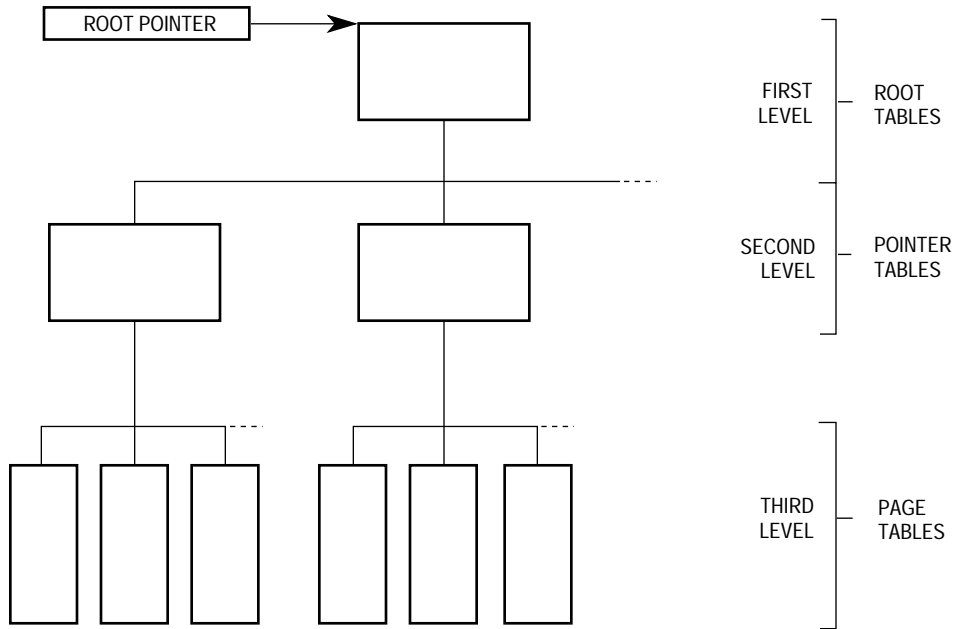 ROOT POINTER
FIRST
LEVEL
ROOT
TABLES
SECOND
LEVEL
POINTER
TABLES
THIRD
LEVEL
PAGE
TABLES